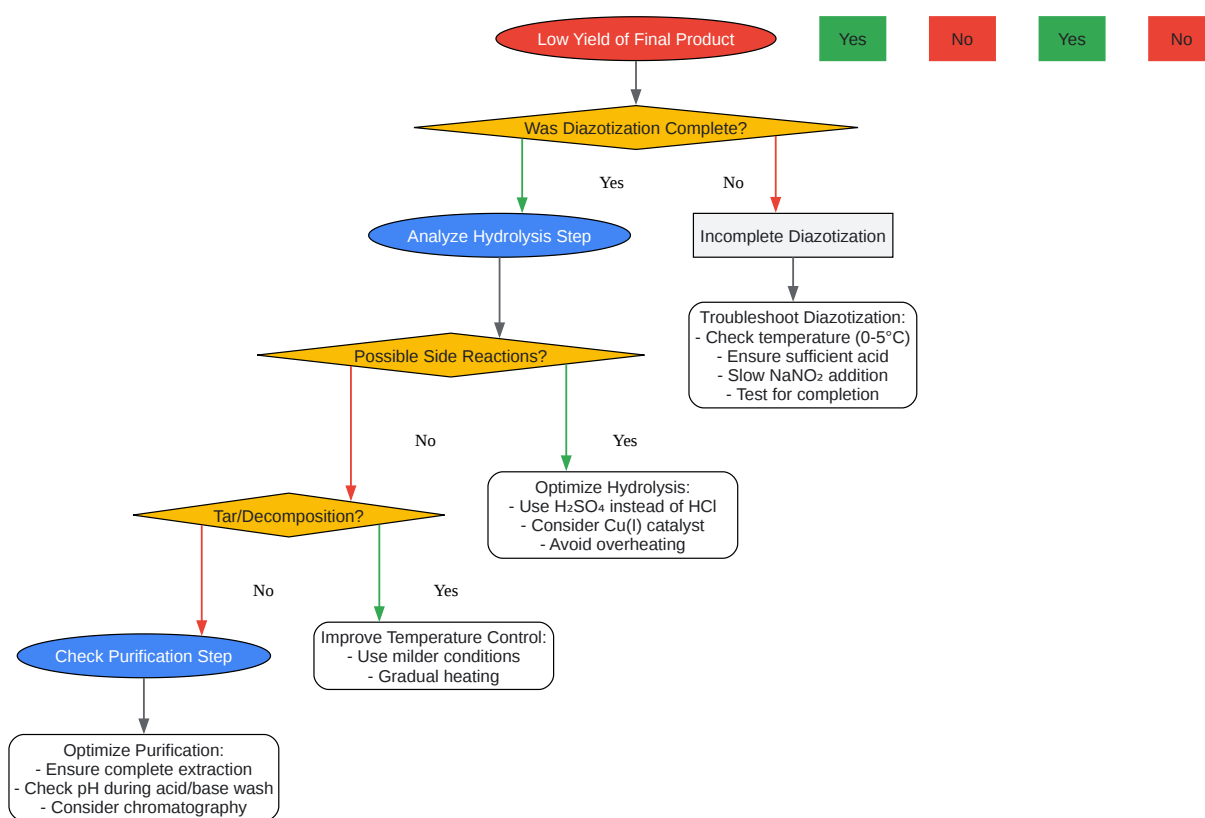 Low Yield of Final Product
Yes
No
Yes
No
Was Diazotization Complete?
Yes
No
Analyze Hydrolysis Step
Incomplete Diazotization
Troubleshoot Diazotization:
- Check temperature (0-5°C)
- Ensure sufficient acid
- Slow NaNO₂ addition
- Test for completion
Possible Side Reactions?
No
Yes
Optimize Hydrolysis:
- Use H₂SO₄ instead of HCl
- Consider Cu(I) catalyst
- Avoid overheating
Tar/Decomposition?
No
Yes
Improve Temperature Control:
- Use milder conditions
- Gradual heating
Check Purification Step
Optimize Purification:
- Ensure complete extraction
- Check pH during acid/base wash
- Consider chromatography